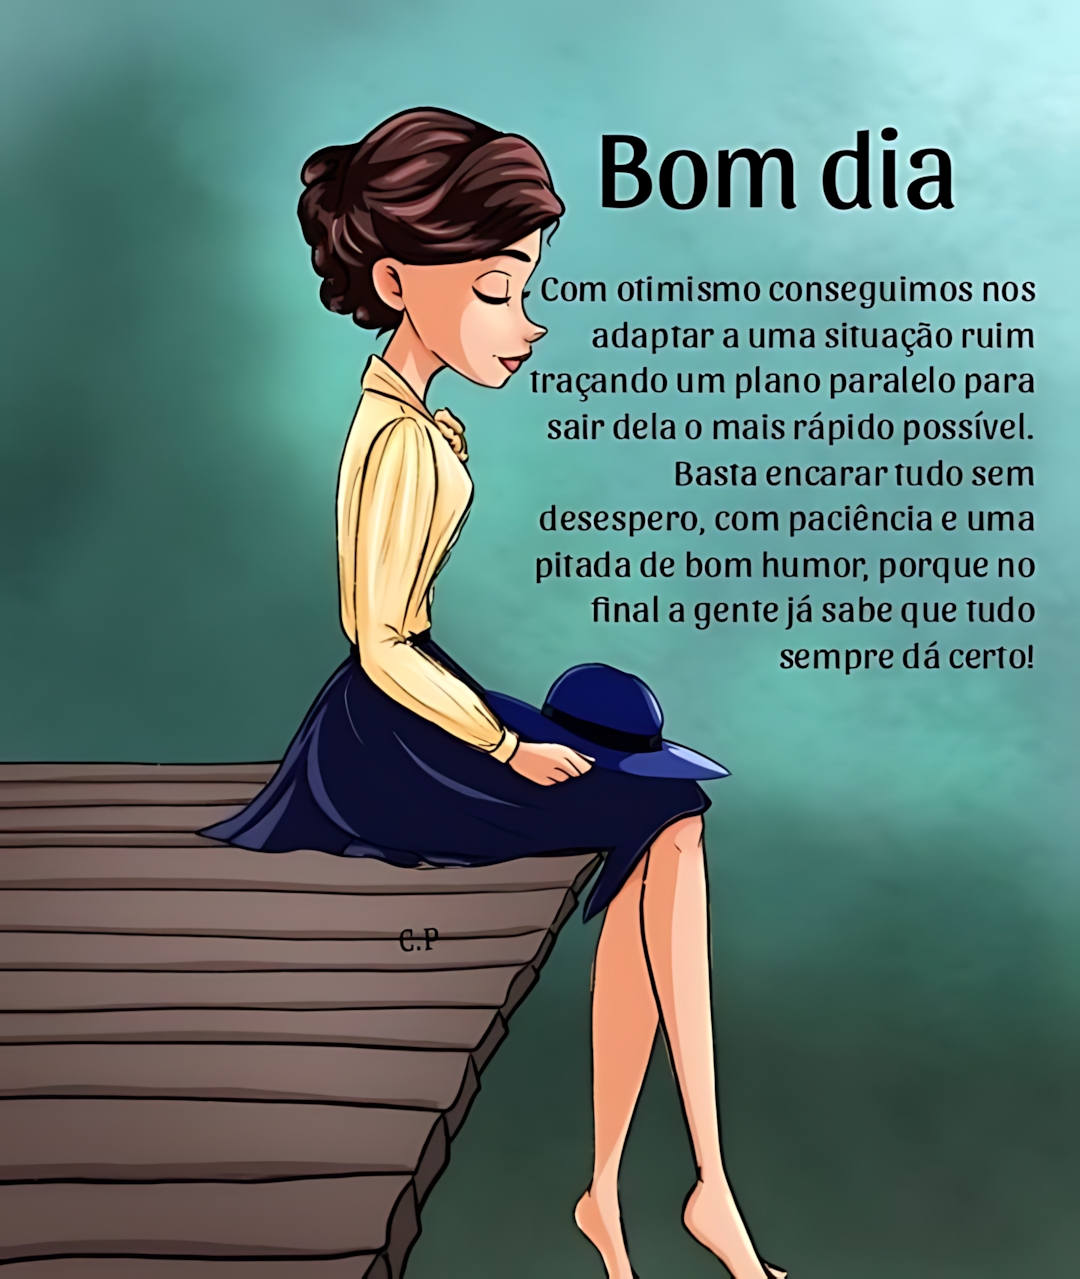 Bom dia
Com otimismo conseguimos nos
adaptar a uma situação ruim
traçando um plano paralelo para
sair dela o mais rápido possível.
Basta encarar tudo sem
desespero, com paciência e uma
pitada de bom humor, porque no
final a gente já sabe que tudo
sempre dá certo!
C.P